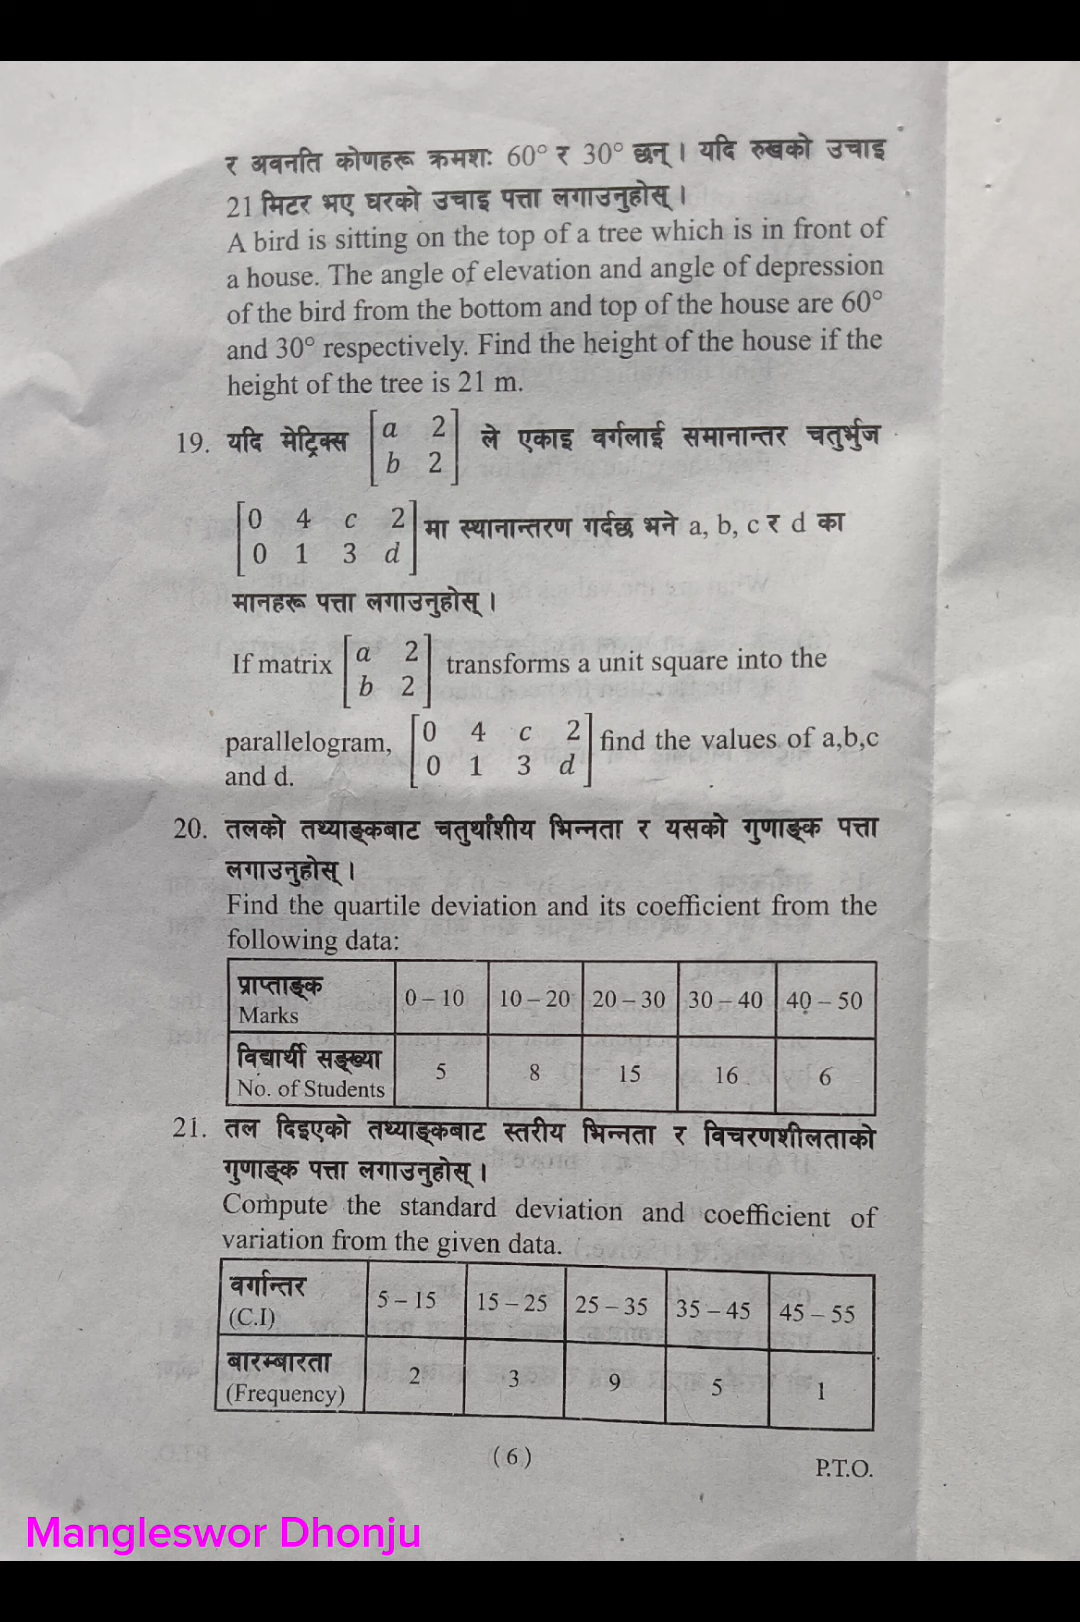 र अवनति कोणहरू क्रमशः 60° र 30° छन् । यदि रुखको उचाइ
21 मिटर भए घरको उचाइ पत्ता लगाउनुहोस् ।
A bird is sitting on the top of a tree which is in front of
a house. The angle of elevation and angle of depression
of the bird from the bottom and top of the house are 60°
and 30° respectively. Find the height of the house if the
height of the tree is 21 m.
19. यदि मेट्रिक्स [a 2 ले एकाइ वर्गलाई समानान्तर चतुर्भुज
b 2]
[0 4 c 2 मा स्थानान्तरण गर्दछ भने a, b, c र d का
0 1 3 d]
मानहरू पत्ता लगाउनुहोस् ।
If matrix [a 2 transforms a unit square into the
b 2]
parallelogram, [0 4 c 2 find the values of a,b,c
and d. 0 1 3 d]
20. तलको तथ्याङ्कबाट चतुर्थांशीय भिन्नता र यसको गुणाङ्क पत्ता
लगाउनुहोस् ।
Find the quartile deviation and its coefficient from the
following data:
प्राप्ताङ्क
Marks 0 – 10 10 – 20 20 – 30 30 – 40 40 – 50
विद्यार्थी सङ्ख्या
No. of Students 5 8 15 16 6
21. तल दिइएको तथ्याङ्कबाट स्तरीय भिन्नता र विचरणशीलताको
गुणाङ्क पत्ता लगाउनुहोस् ।
Compute the standard deviation and coefficient of
variation from the given data.
वर्गान्तर
(C.I) 5 – 15 15 – 25 25 – 35 35 – 45 45 – 55
बारम्बारता
(Frequency) 2 3 9 5 1
( 6 )
P.T.O.
Mangleswor Dhonju